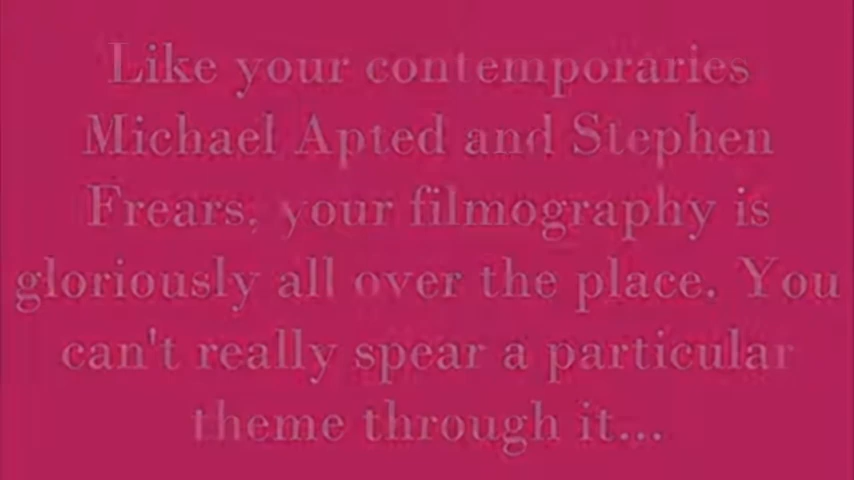 Like your contemporaries
Michael Apted and Stephen
Frears, your filmography is
gloriously all over the place. You
can't really spear a particular
theme through it...